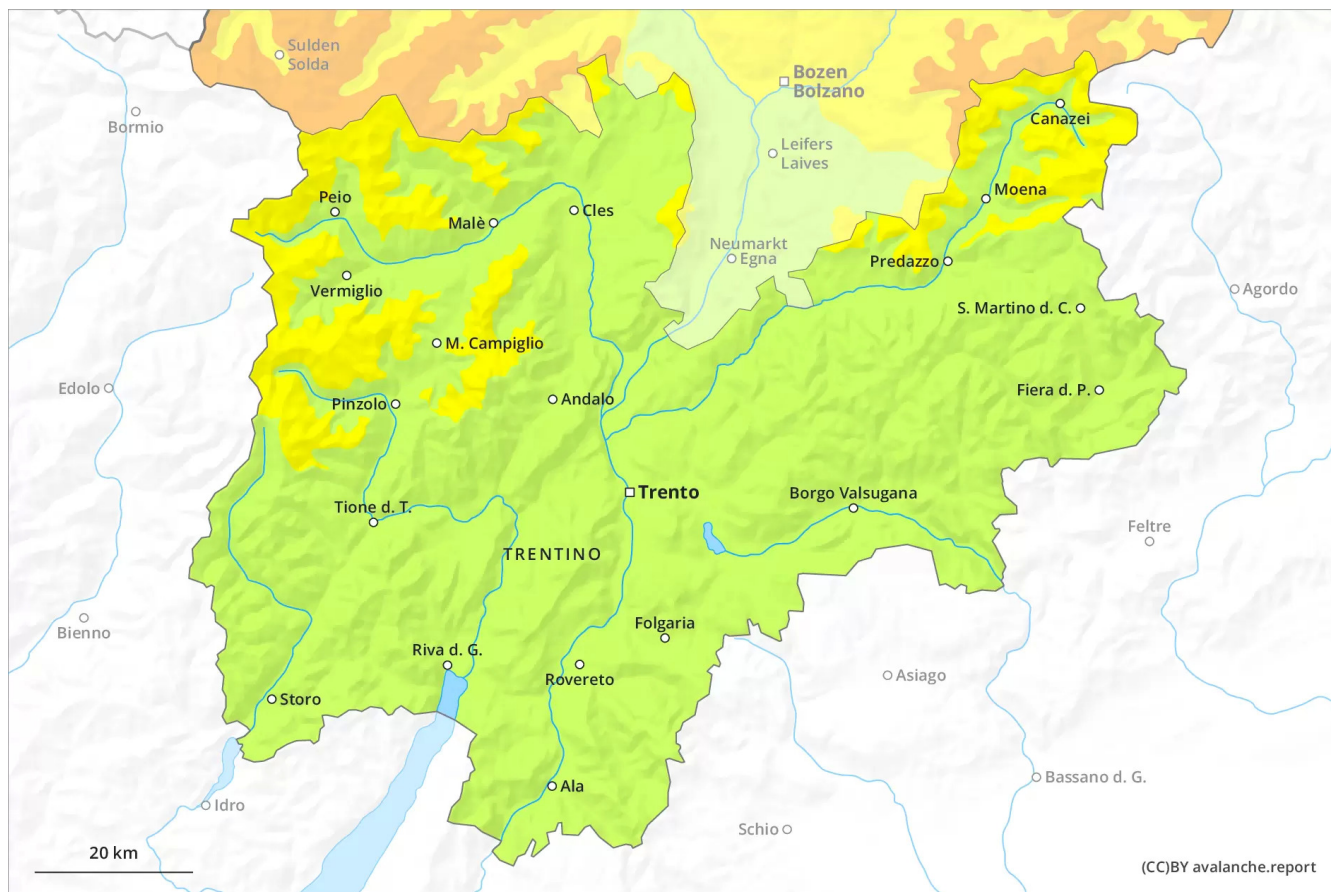 Sulden
Solda
Bozen
Bolzano
Canazei
Bormio
Leifers
Laives
Moena
Peio
Malè
Cles
Neumarkt
Egna
Predazzo
Vermiglio
Agordo
S. Martino d. C.
M. Campiglio
Edolo
Andalo
Fiera d. P.
Pinzolo
Trento
Borgo Valsugana
Tione d. T.
Feltre
TRENTINO
Bienno
Folgaria
Riva d. G.
Rovereto
Asiago
Storo
Bassano d. G.
Ala
Idro
Schio
20 km
(CC)BY avalanche.report